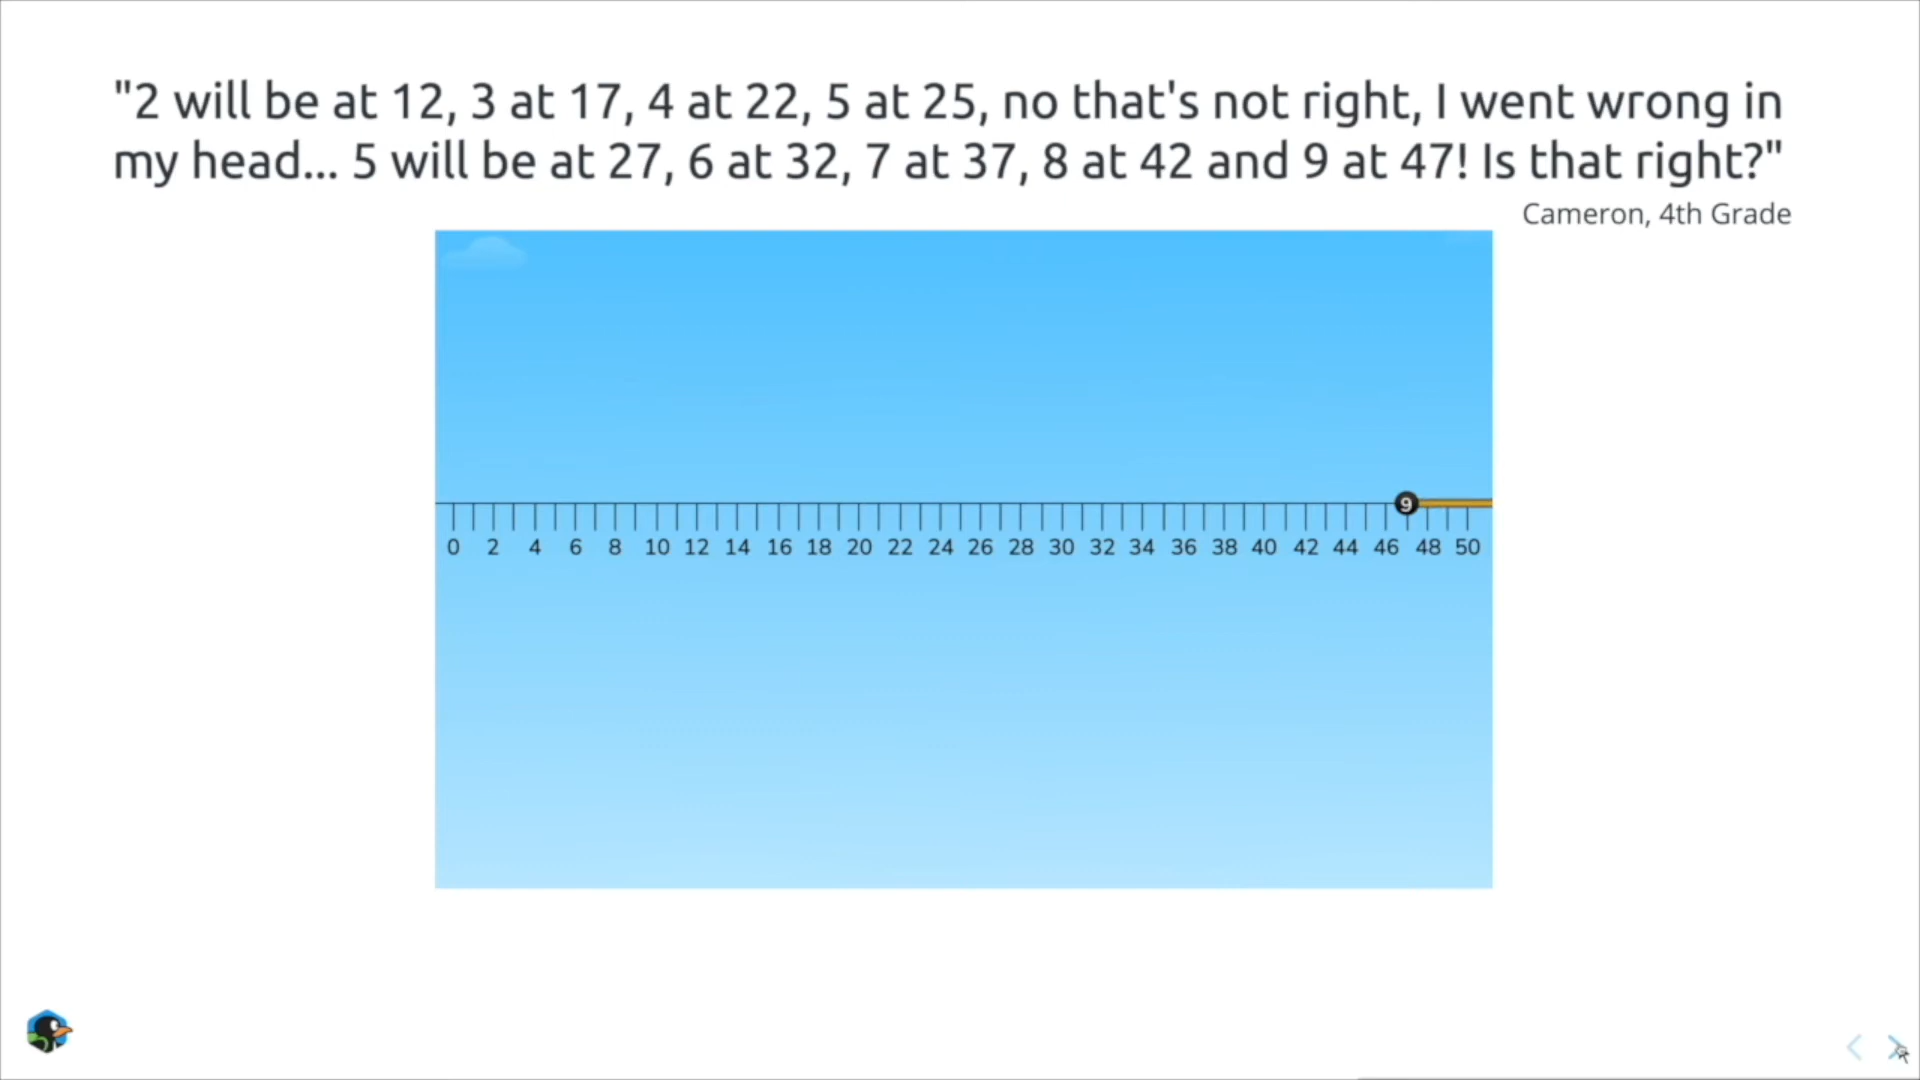 "2 will be at 12, 3 at 17, 4 at 22, 5 at 25, no that's not right, I went wrong in
my head... 5 will be at 27, 6 at 32, 7 at 37, 8 at 42 and 9 at 47! Is that right?"
Cameron, 4th Grade
9
0 2 4 6 8 10 12 14 16 18 20 22 24 26 28 30 32 34 36 38 40 42 44 46 48 50